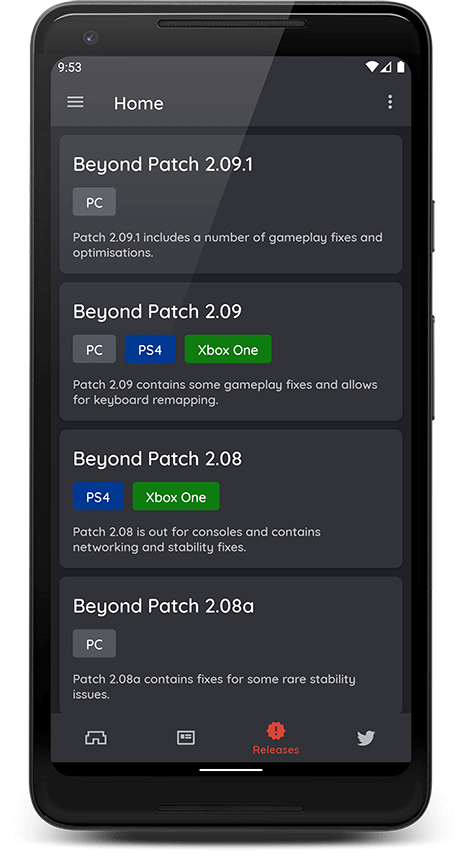 9:53
Home
Beyond Patch 2.09.1
PC
Patch 2.09.1 includes a number of gameplay fixes and
optimisations.
Beyond Patch 2.09
PC PS4 Xbox One
Patch 2.09 contains some gameplay fixes and allows
for keyboard remapping.
Beyond Patch 2.08
PS4 Xbox One
Patch 2.08 is out for consoles and contains
networking and stability fixes.
Beyond Patch 2.08a
PC
Patch 2.08a contains fixes for some rare stability
issues.
Releases